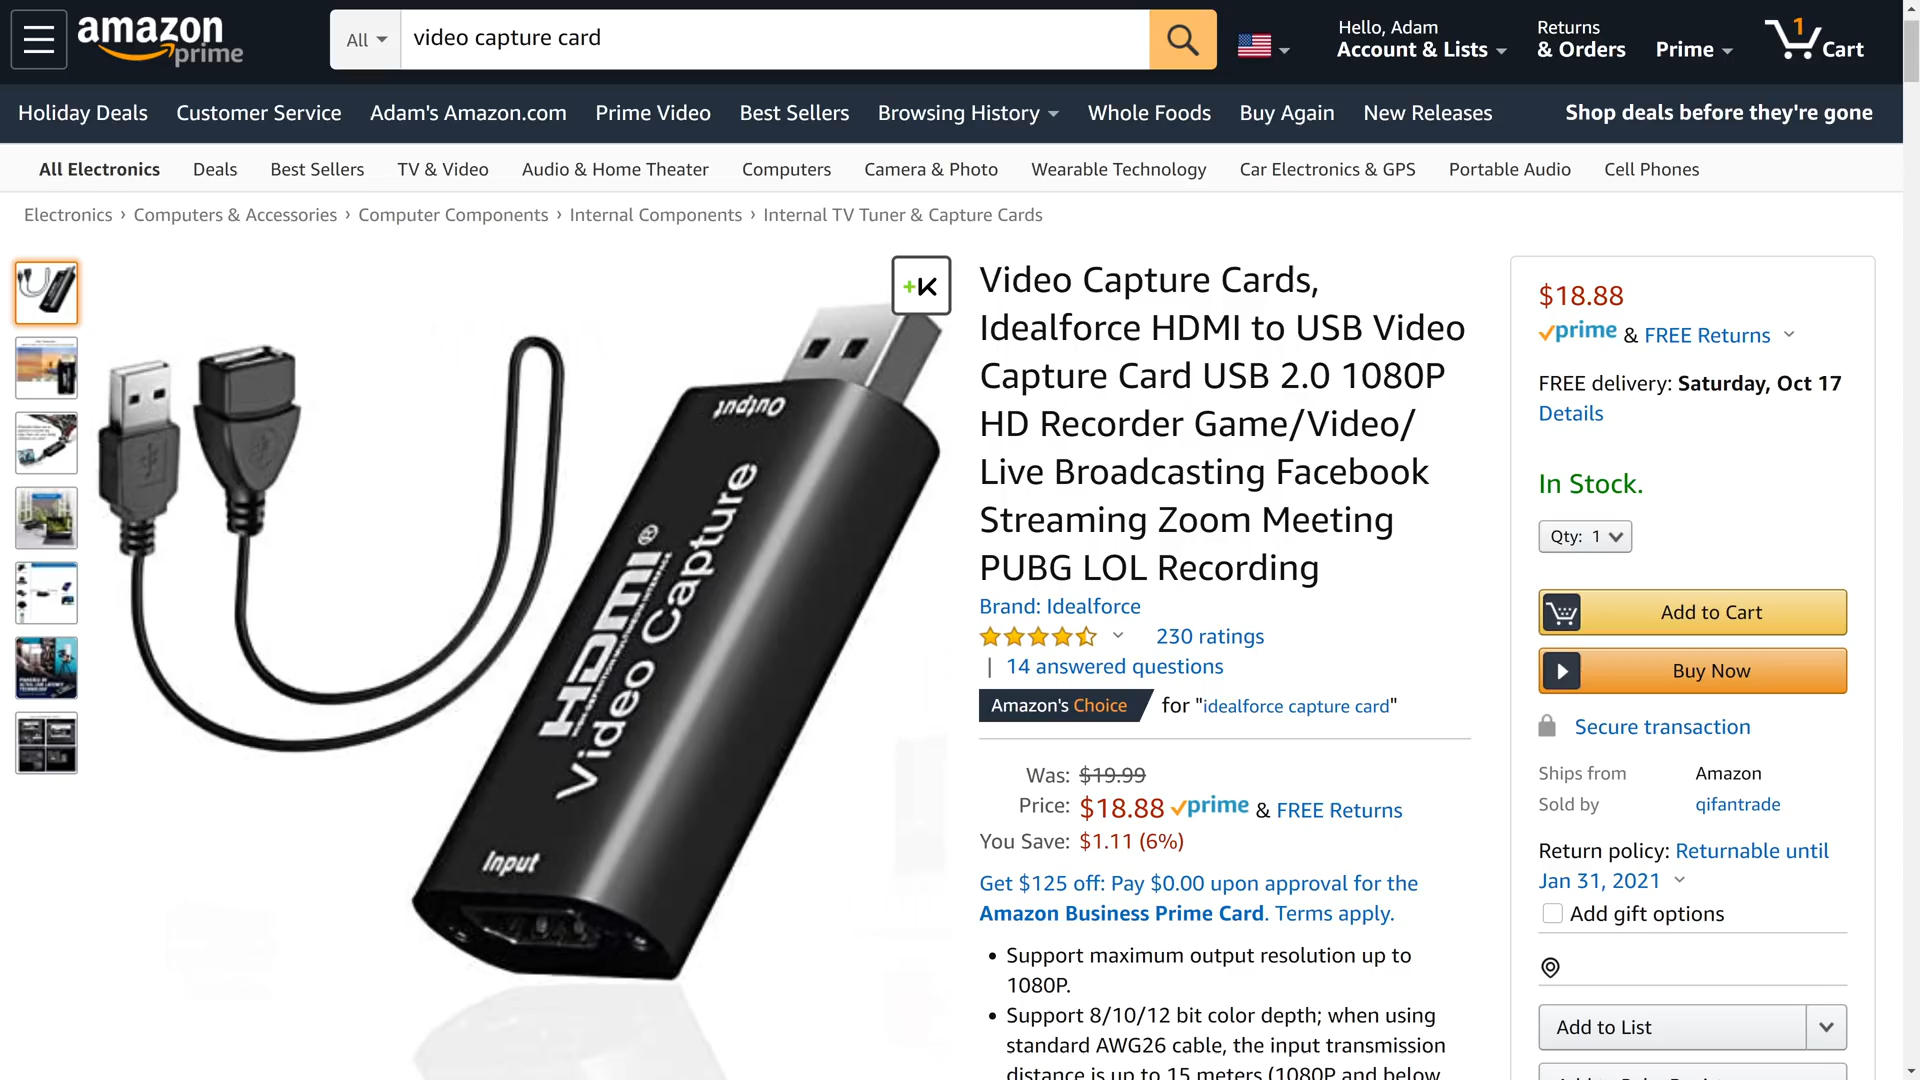 amazon
prime
All
video capture card
Hello, Adam
Account & Lists
Returns
& Orders
Prime
1
Cart
Holiday Deals
Customer Service
Adam's Amazon.com
Prime Video
Best Sellers
Browsing History
Whole Foods
Buy Again
New Releases
Shop deals before they're gone
All Electronics
Deals
Best Sellers
TV & Video
Audio & Home Theater
Computers
Camera & Photo
Wearable Technology
Car Electronics & GPS
Portable Audio
Cell Phones
Electronics › Computers & Accessories › Computer Components › Internal Components › Internal TV Tuner & Capture Cards
+K
Output
HDMI®
Video Capture
Input
Video Capture Cards,
Idealforce HDMI to USB Video
Capture Card USB 2.0 1080P
HD Recorder Game/Video/
Live Broadcasting Facebook
Streaming Zoom Meeting
PUBG LOL Recording
Brand: Idealforce
230 ratings
| 14 answered questions
Amazon's Choice for "idealforce capture card"
Was: $19.99
Price: $18.88 prime & FREE Returns
You Save: $1.11 (6%)
Get $125 off: Pay $0.00 upon approval for the
Amazon Business Prime Card. Terms apply.
• Support maximum output resolution up to
1080P.
• Support 8/10/12 bit color depth; when using
standard AWG26 cable, the input transmission
distance is up to 15 meters (1080P and below
$18.88
prime & FREE Returns
FREE delivery: Saturday, Oct 17
Details
In Stock.
Qty: 1
Add to Cart
Buy Now
Secure transaction
Ships from Amazon
Sold by qifantrade
Return policy: Returnable until
Jan 31, 2021
Add gift options
Add to List